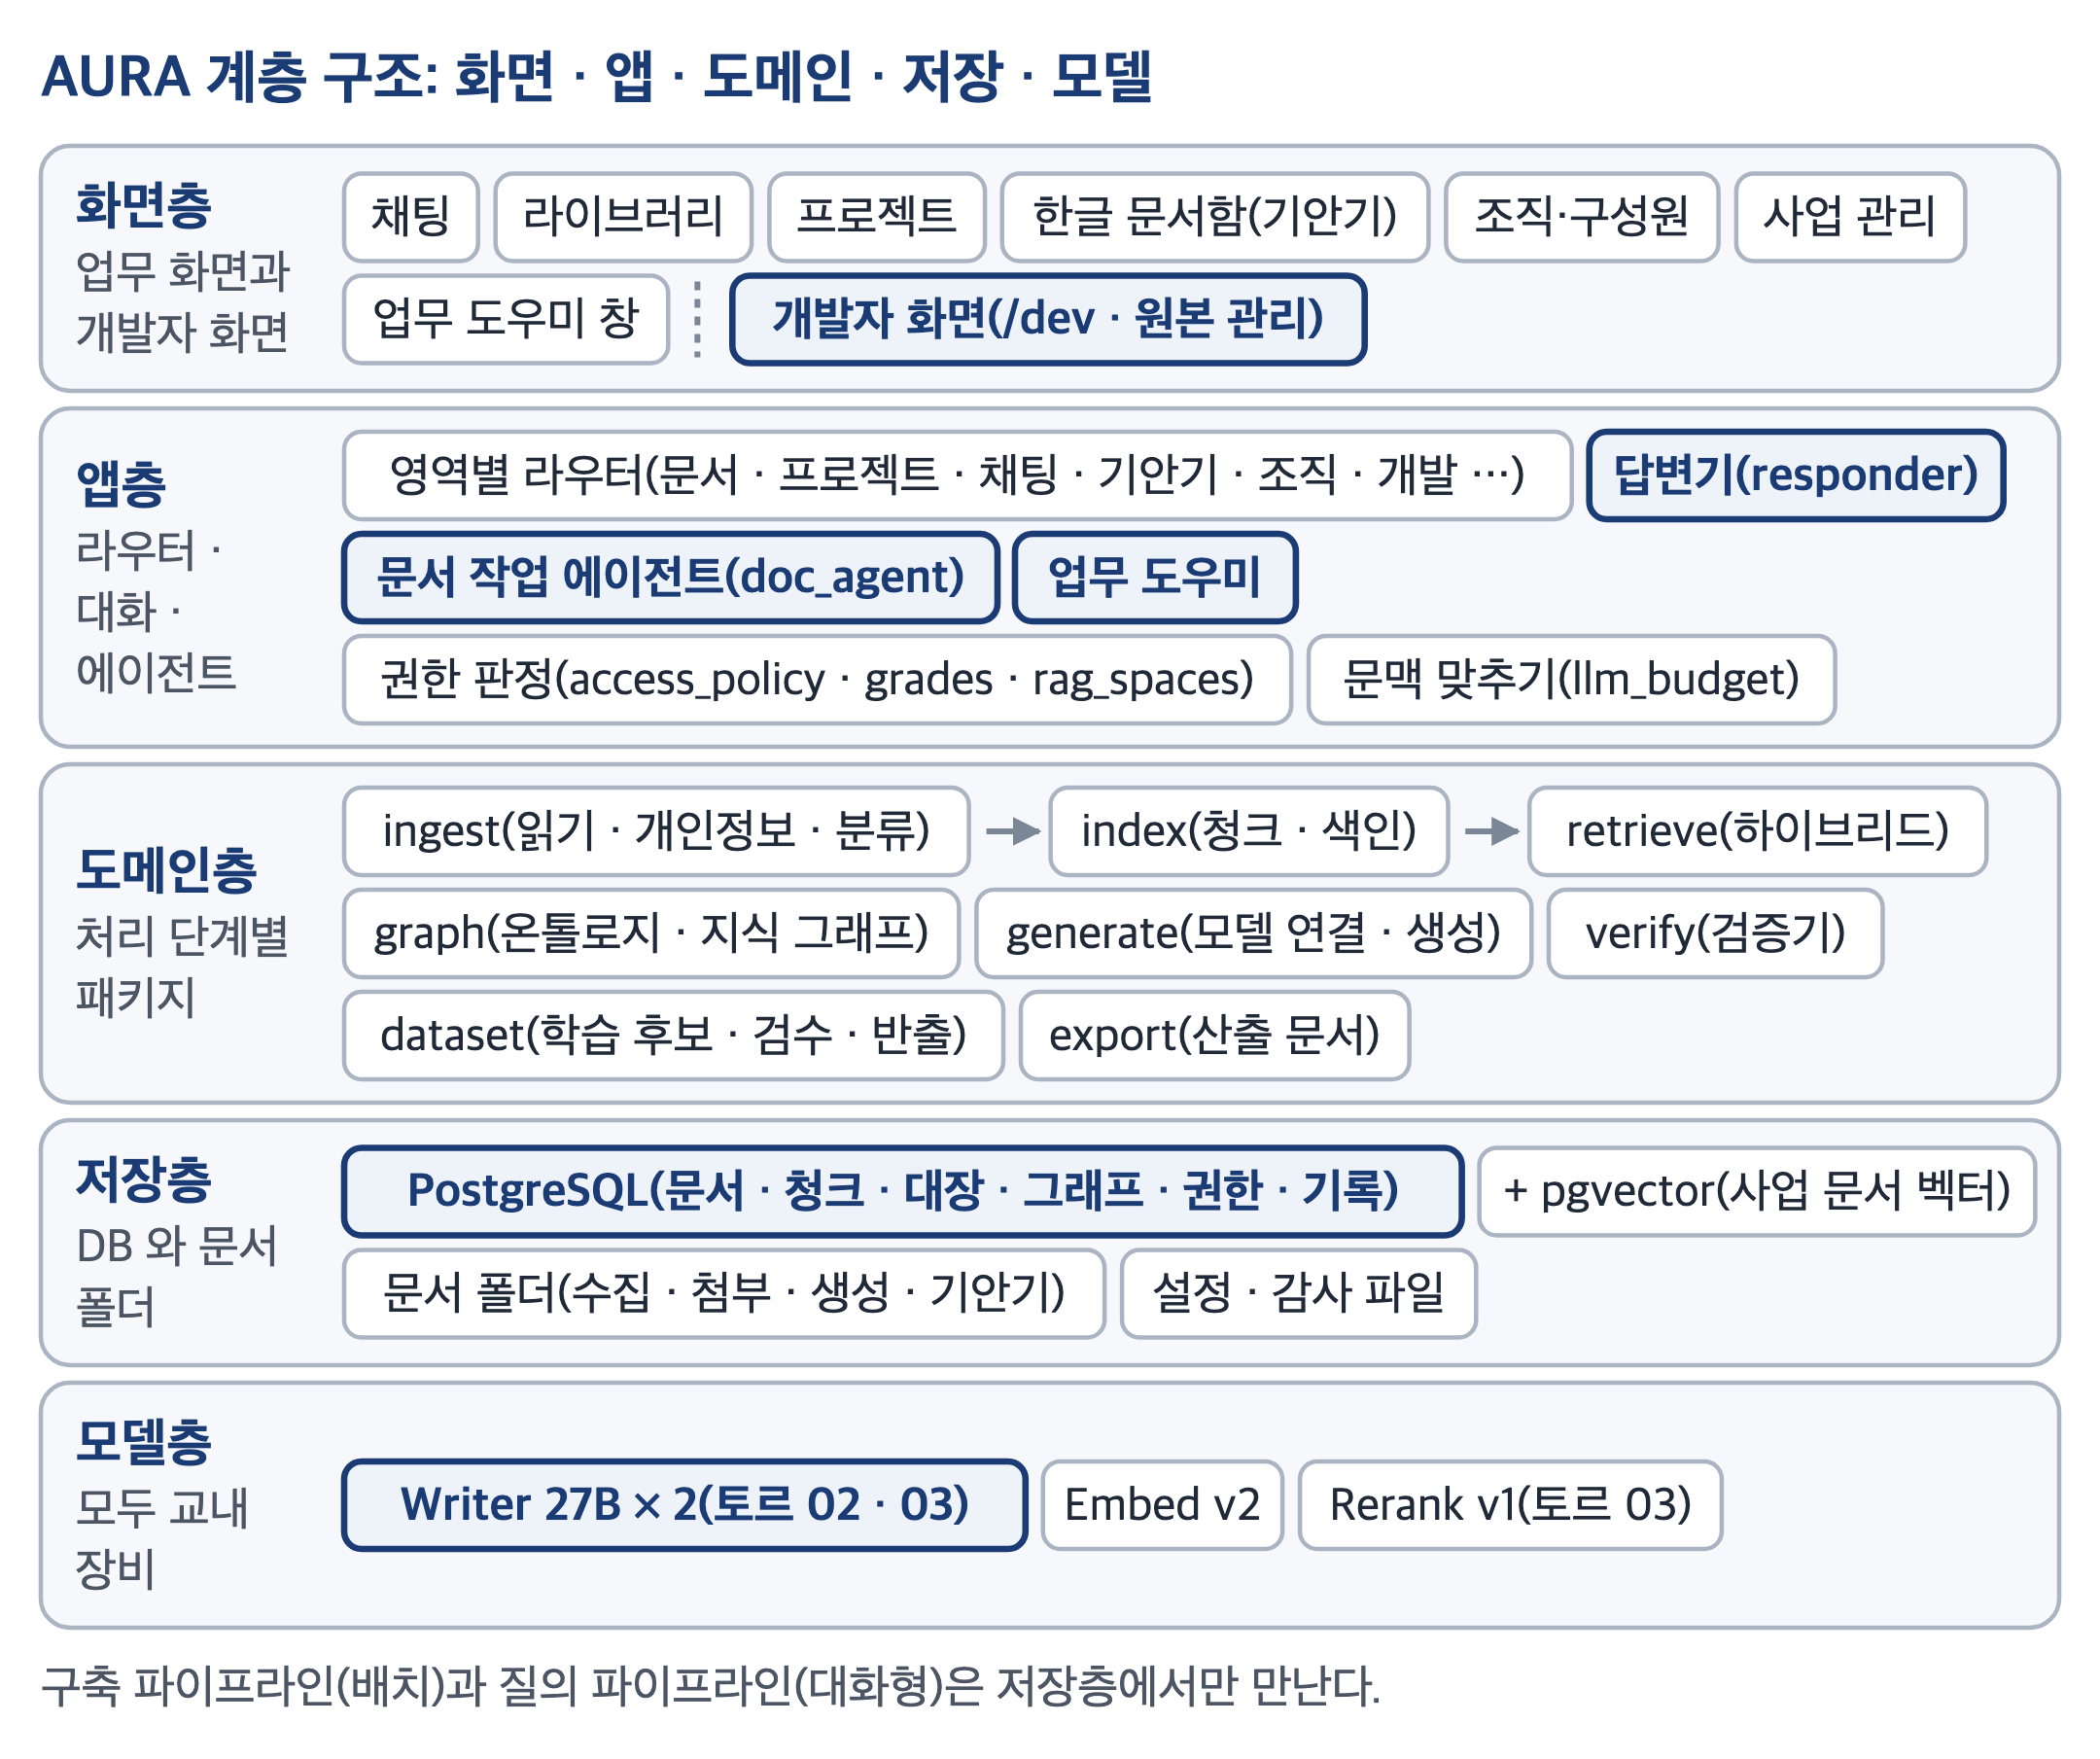 AURA 계층 구조: 화면 · 앱 · 도메인 · 저장 · 모델
화면층
업무 화면과
개발자 화면
채팅
라이브러리
프로젝트
한글 문서함(기안기)
조직·구성원
사업 관리
업무 도우미 창
개발자 화면(/dev · 원본 관리)
앱층
라우터 ·
대화 ·
에이전트
영역별 라우터(문서 · 프로젝트 · 채팅 · 기안기 · 조직 · 개발 …)
답변기(responder)
문서 작업 에이전트(doc_agent)
업무 도우미
권한 판정(access_policy · grades · rag_spaces)
문맥 맞추기(llm_budget)
도메인층
처리 단계별
패키지
ingest(읽기 · 개인정보 · 분류)
index(청크 · 색인)
retrieve(하이브리드)
graph(온톨로지 · 지식 그래프)
generate(모델 연결 · 생성)
verify(검증기)
dataset(학습 후보 · 검수 · 반출)
export(산출 문서)
저장층
DB 와 문서
폴더
PostgreSQL(문서 · 청크 · 대장 · 그래프 · 권한 · 기록)
+ pgvector(사업 문서 벡터)
문서 폴더(수집 · 첨부 · 생성 · 기안기)
설정 · 감사 파일
모델층
모두 교내
장비
Writer 27B × 2(토르 02 · 03)
Embed v2
Rerank v1(토르 03)
구축 파이프라인(배치)과 질의 파이프라인(대화형)은 저장층에서만 만난다.